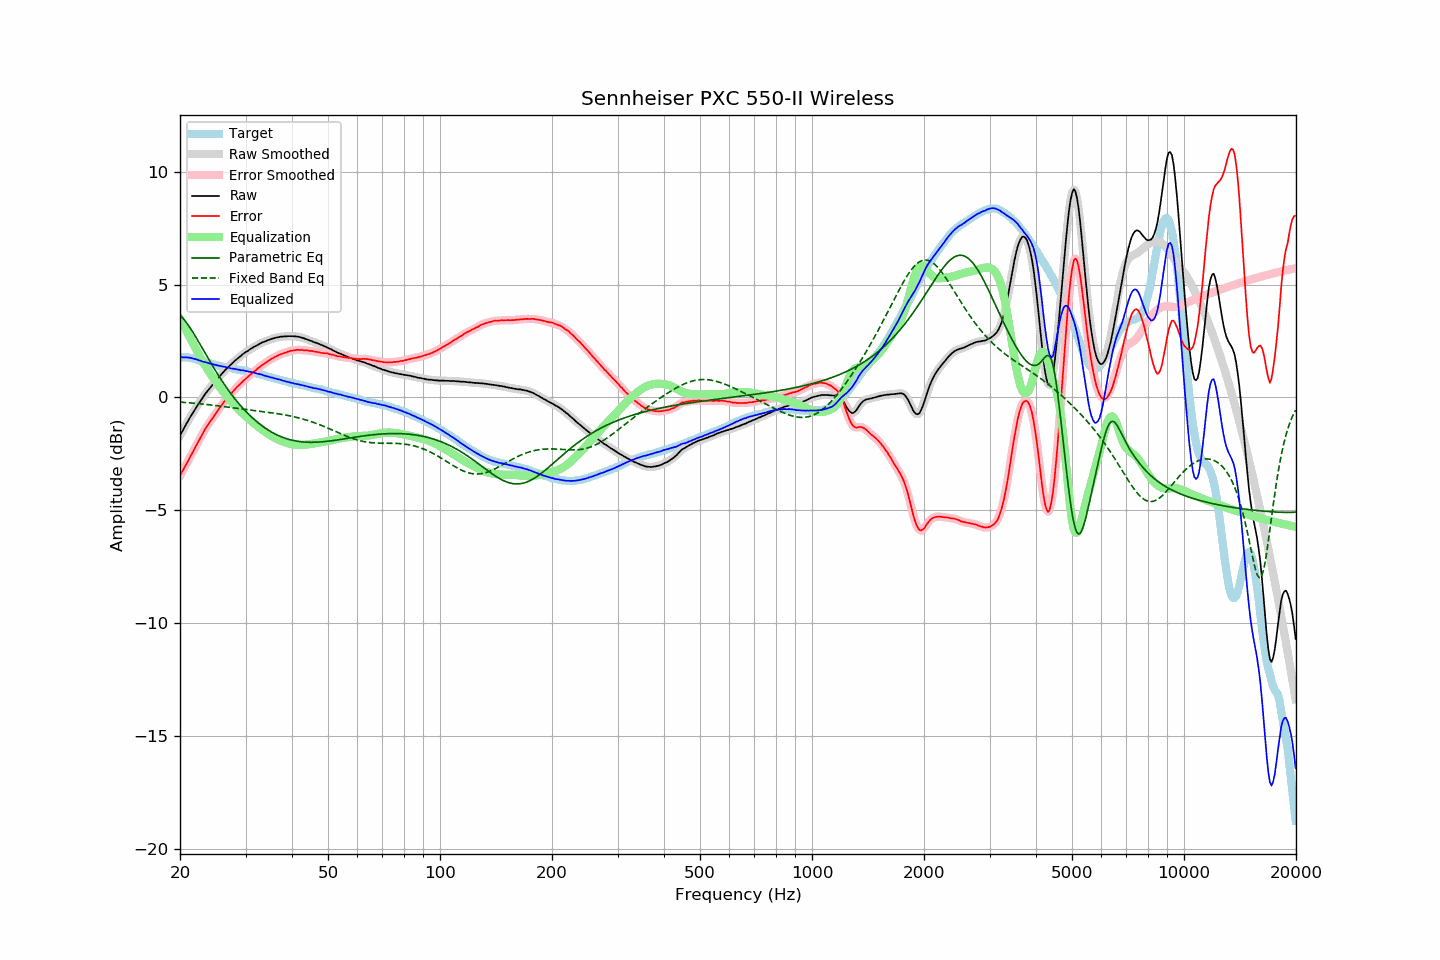 Sennheiser PXC 550-II Wireless
Target
Raw Smoothed
Error Smoothed
Raw
Error
Equalization
Parametric Eq
Fixed Band Eq
Equalized
10
5
0
−5
−10
−15
−20
Amplitude (dBr)
20 50 100 200 500 1000 2000 5000 10000 20000
Frequency (Hz)